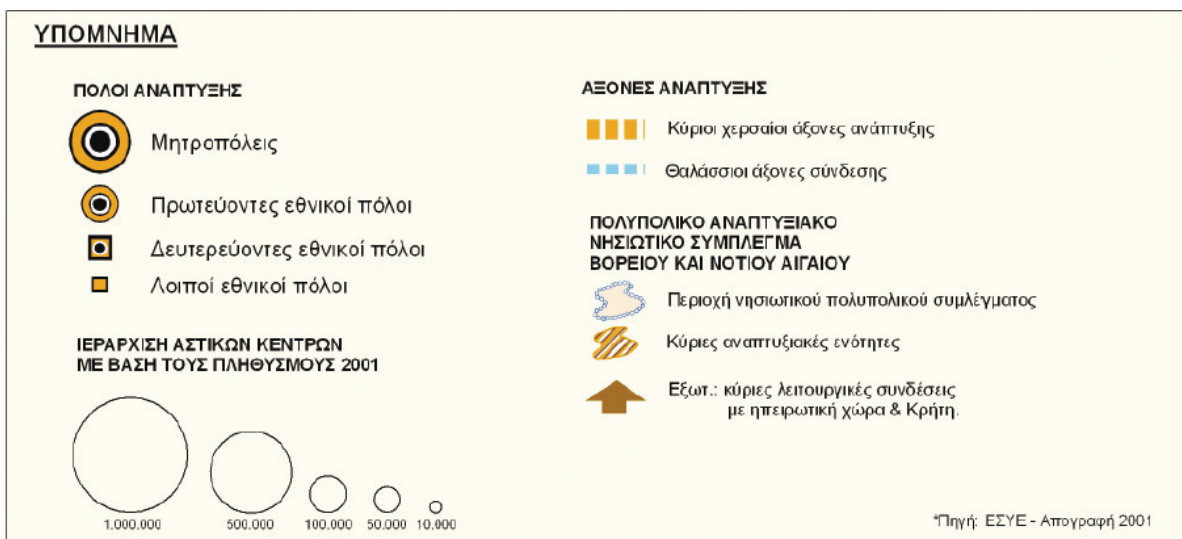 ΥΠΟΜΝΗΜΑ
ΠΟΛΟΙ ΑΝΑΠΤΥΞΗΣ
Μητροπόλεις
Πρωτεύοντες εθνικοί πόλοι
Δευτερεύοντες εθνικοί πόλοι
Λοιποί εθνικοί πόλοι
ΙΕΡΑΡΧΙΣΗ ΑΣΤΙΚΩΝ ΚΕΝΤΡΩΝ
ΜΕ ΒΑΣΗ ΤΟΥΣ ΠΛΗΘΥΣΜΟΥΣ 2001
1.000.000 500.000 100.000 50.000 10.000
ΑΞΟΝΕΣ ΑΝΑΠΤΥΞΗΣ
Κύριοι χερσαίοι άξονες ανάπτυξης
Θαλάσσιοι άξονες σύνδεσης
ΠΟΛΥΠΟΛΙΚΟ ΑΝΑΠΤΥΞΙΑΚΟ
ΝΗΣΙΩΤΙΚΟ ΣΥΜΠΛΕΓΜΑ
ΒΟΡΕΙΟΥ ΚΑΙ ΝΟΤΙΟΥ ΑΙΓΑΙΟΥ
Περιοχή νησιωτικού πολυπολικού συμλέγματος
Κύριες αναπτυξιακές ενότητες
Εξωτ.: κύριες λειτουργικές συνδέσεις
με ηπειρωτική χώρα & Κρήτη.
*Πηγή: ΕΣΥΕ - Απογραφή 2001